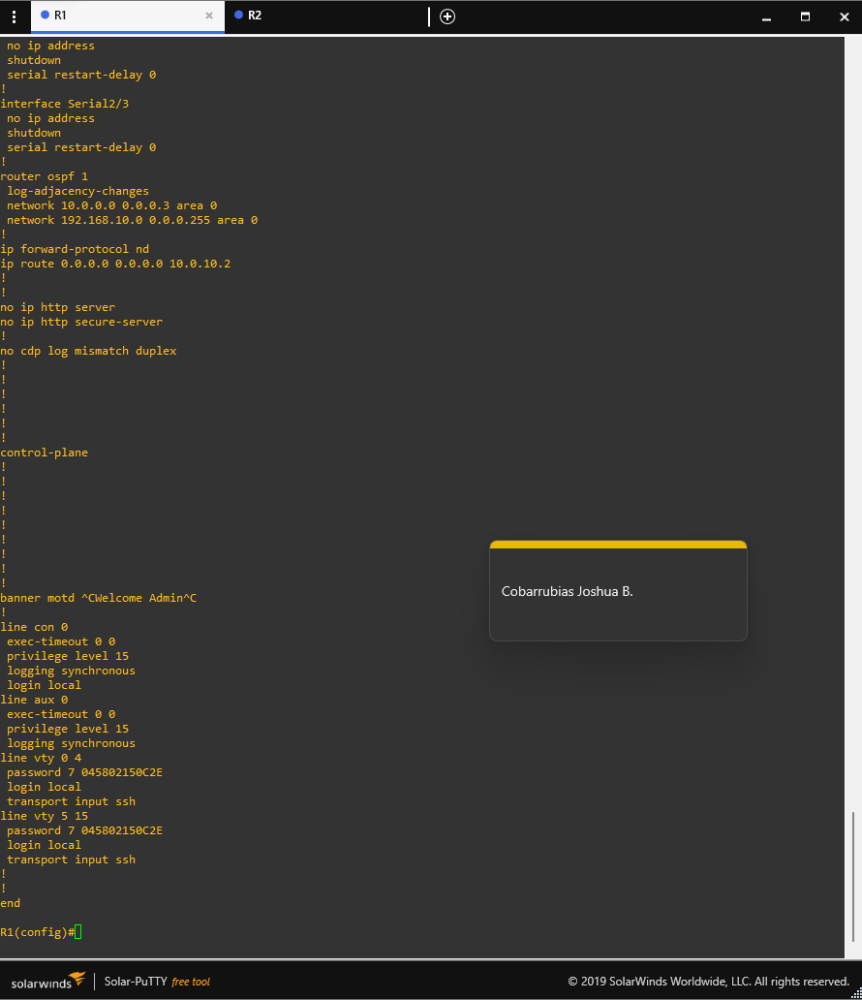 R1
R2
no ip address
shutdown
serial restart-delay 0
!
interface Serial2/3
no ip address
shutdown
serial restart-delay 0
!
router ospf 1
log-adjacency-changes
network 10.0.0.0 0.0.0.3 area 0
network 192.168.10.0 0.0.0.255 area 0
!
ip forward-protocol nd
ip route 0.0.0.0 0.0.0.0 10.0.10.2
!
!
no ip http server
no ip http secure-server
!
no cdp log mismatch duplex
!
!
!
!
!
!
control-plane
!
!
!
!
!
!
!
!
!
banner motd ^CWelcome Admin^C
!
line con 0
exec-timeout 0 0
privilege level 15
logging synchronous
login local
line aux 0
exec-timeout 0 0
privilege level 15
logging synchronous
line vty 0 4
password 7 045802150C2E
login local
transport input ssh
line vty 5 15
password 7 045802150C2E
login local
transport input ssh
!
!
end
R1(config)#
Cobarrubias Joshua B.
solarwinds
Solar-PuTTY free tool
© 2019 SolarWinds Worldwide, LLC. All rights reserved.